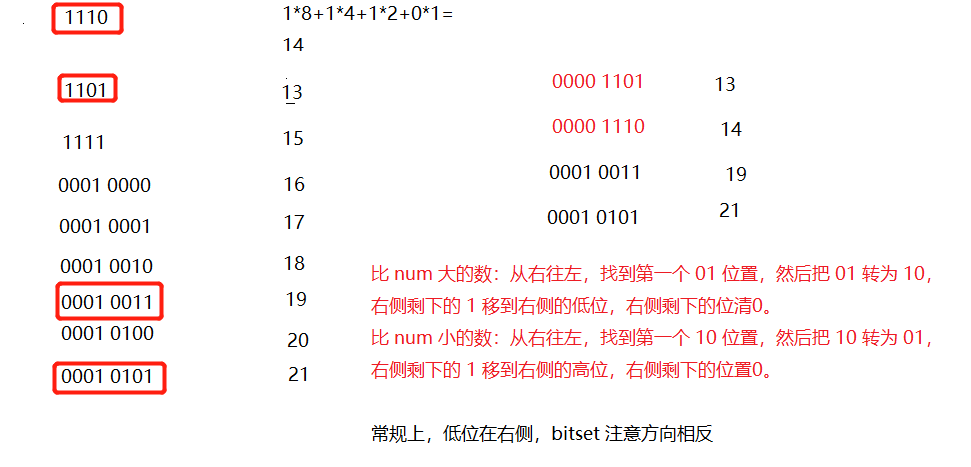 1110 1*8+1*4+1*2+0*1=
14
1101 13 0000 1101 13
0000 1110 14
1111 15
0001 0000 16 0001 0011 19
0001 0001 17 0001 0101 21
0001 0010 18
比 num 大的数：从右往左，找到第一个 01 位置，然后把 01 转为 10，
0001 0011 19
右侧剩下的 1 移到右侧的低位，右侧剩下的位清0。
0001 0100 20
比 num 小的数：从右往左，找到第一个 10 位置，然后把 10 转为 01，
0001 0101 21
右侧剩下的 1 移到右侧的高位，右侧剩下的位置0。
常规上，低位在右侧，bitset 注意方向相反